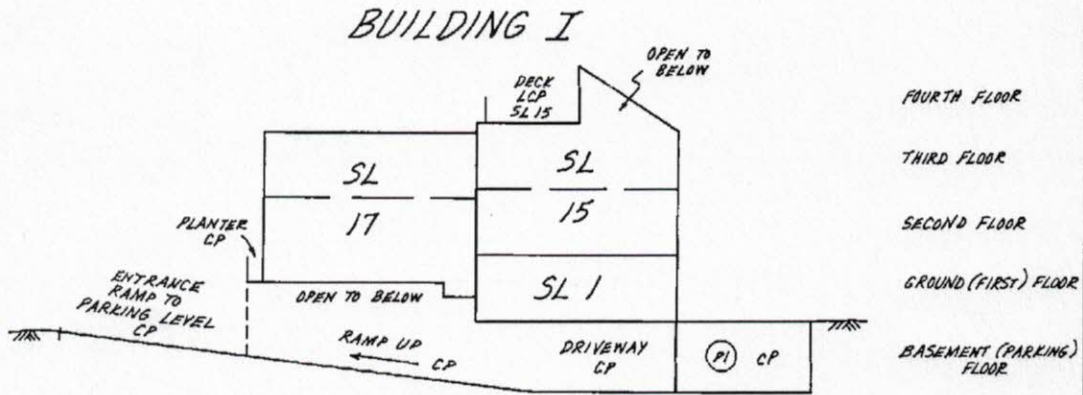 BUILDING I
OPEN TO
BELOW
DECK
LCP
SL 15
FOURTH FLOOR
SL
SL
THIRD FLOOR
17
15
SECOND FLOOR
PLANTER
CP
ENTRANCE
RAMP TO
PARKING LEVEL
CP
OPEN TO BELOW
SL 1
GROUND (FIRST) FLOOR
RAMP UP
CP
DRIVEWAY
CP
P1 CP
BASEMENT (PARKING)
FLOOR